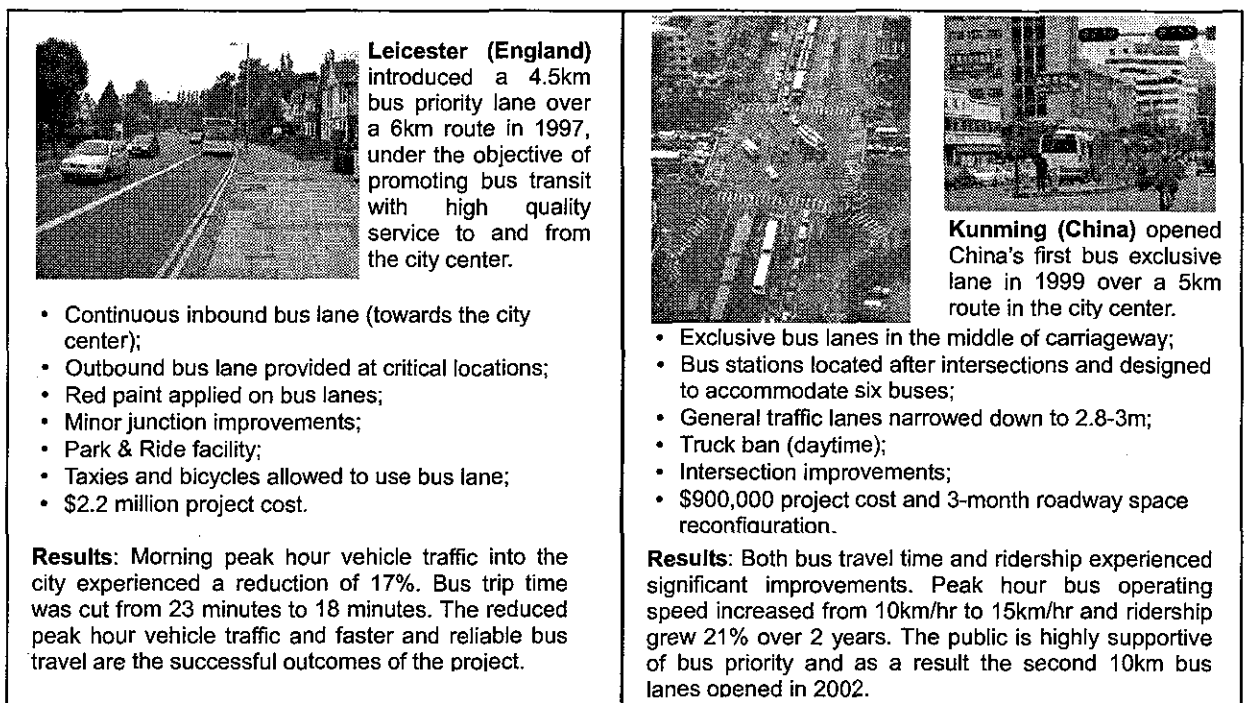 Leicester (England)
introduced a 4.5km
bus priority lane over
a 6km route in 1997,
under the objective of
promoting bus transit
with high quality
service to and from
the city center.
• Continuous inbound bus lane (towards the city
center);
• Outbound bus lane provided at critical locations;
• Red paint applied on bus lanes;
• Minor junction improvements;
• Park & Ride facility;
• Taxies and bicycles allowed to use bus lane;
• $2.2 million project cost.
Results: Morning peak hour vehicle traffic into the
city experienced a reduction of 17%. Bus trip time
was cut from 23 minutes to 18 minutes. The reduced
peak hour vehicle traffic and faster and reliable bus
travel are the successful outcomes of the project.
Kunming (China) opened
China's first bus exclusive
lane in 1999 over a 5km
route in the city center.
• Exclusive bus lanes in the middle of carriageway;
• Bus stations located after intersections and designed
to accommodate six buses;
• General traffic lanes narrowed down to 2.8-3m;
• Truck ban (daytime);
• Intersection improvements;
• $900,000 project cost and 3-month roadway space
reconfiguration.
Results: Both bus travel time and ridership experienced
significant improvements. Peak hour bus operating
speed increased from 10km/hr to 15km/hr and ridership
grew 21% over 2 years. The public is highly supportive
of bus priority and as a result the second 10km bus
lanes opened in 2002.